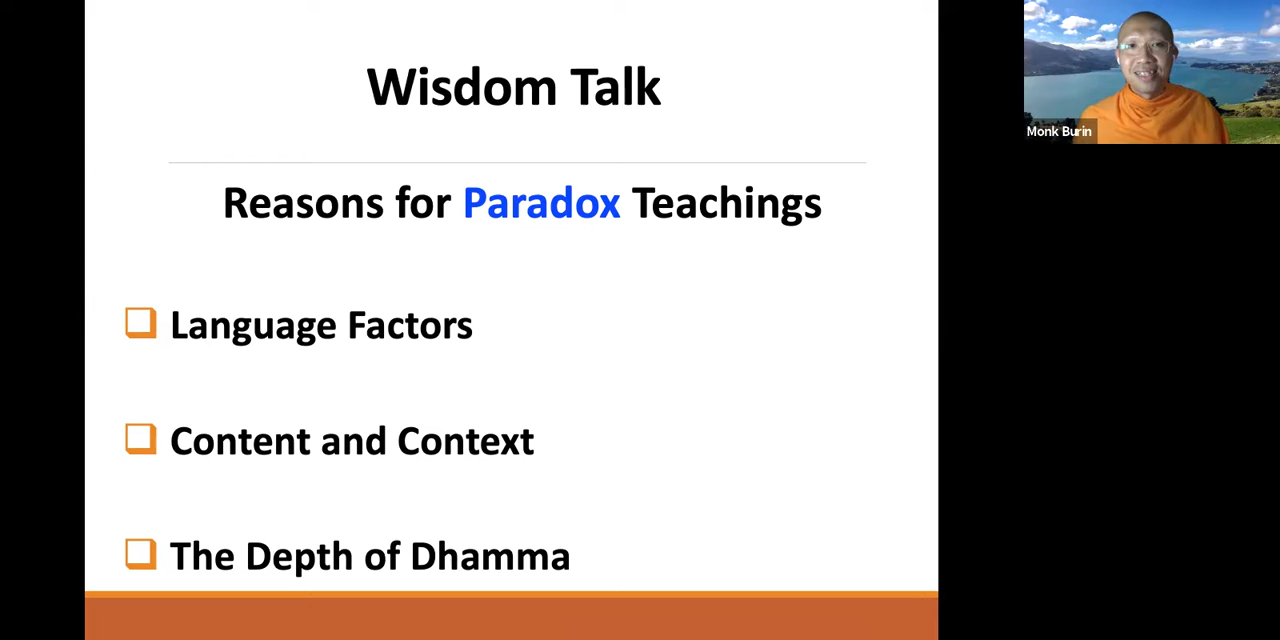 Wisdom Talk
Reasons for Paradox Teachings
Language Factors
Content and Context
The Depth of Dhamma
Monk Burin